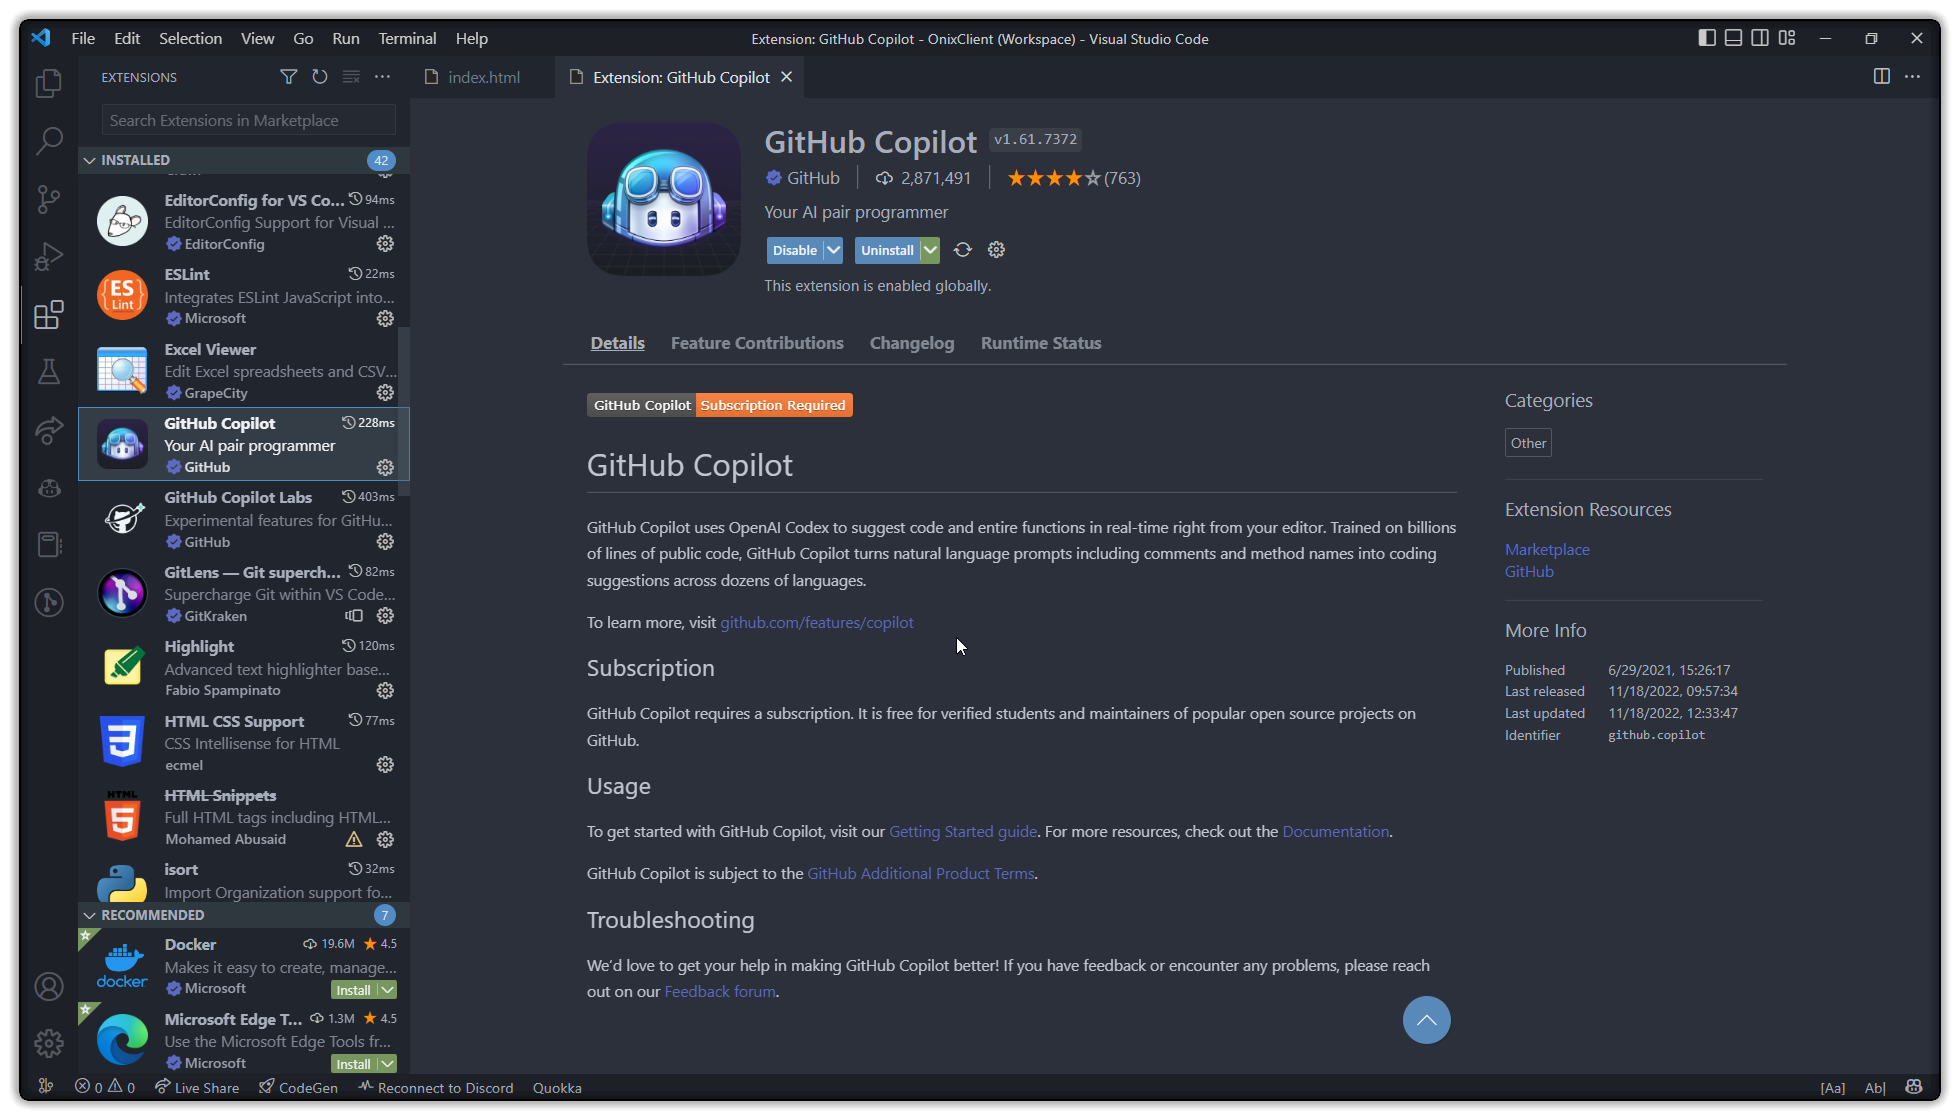 File Edit Selection View Go Run Terminal Help
Extension: GitHub Copilot - OnixClient (Workspace) - Visual Studio Code
EXTENSIONS
Search Extensions in Marketplace
INSTALLED 42
EditorConfig for VS Co... 94ms
EditorConfig Support for Visual ...
EditorConfig
ESLint 22ms
Integrates ESLint JavaScript into...
Microsoft
ES
Lint
Excel Viewer
Edit Excel spreadsheets and CSV...
GrapeCity
GitHub Copilot 228ms
Your AI pair programmer
GitHub
GitHub Copilot Labs 403ms
Experimental features for GitHu...
GitHub
GitLens — Git superch... 82ms
Supercharge Git within VS Code...
GitKraken
Highlight 120ms
Advanced text highlighter base...
Fabio Spampinato
HTML CSS Support 77ms
CSS Intellisense for HTML
ecmel
HTML
5
HTML Snippets
Full HTML tags including HTML...
Mohamed Abusaid
isort 32ms
Import Organization support fo...
RECOMMENDED 7
docker
Docker 19.6M 4.5
Makes it easy to create, manage...
Microsoft Install
Microsoft Edge T... 1.3M 4.5
Use the Microsoft Edge Tools fr...
Microsoft Install
index.html
Extension: GitHub Copilot
GitHub Copilot v1.61.7372
GitHub 2,871,491 (763)
Your AI pair programmer
Disable Uninstall
This extension is enabled globally.
Details Feature Contributions Changelog Runtime Status
GitHub Copilot Subscription Required
GitHub Copilot
GitHub Copilot uses OpenAI Codex to suggest code and entire functions in real-time right from your editor. Trained on billions
of lines of public code, GitHub Copilot turns natural language prompts including comments and method names into coding
suggestions across dozens of languages.
To learn more, visit github.com/features/copilot
Subscription
GitHub Copilot requires a subscription. It is free for verified students and maintainers of popular open source projects on
GitHub.
Usage
To get started with GitHub Copilot, visit our Getting Started guide. For more resources, check out the Documentation.
GitHub Copilot is subject to the GitHub Additional Product Terms.
Troubleshooting
We'd love to get your help in making GitHub Copilot better! If you have feedback or encounter any problems, please reach
out on our Feedback forum.
Categories
Other
Extension Resources
Marketplace
GitHub
More Info
Published 6/29/2021, 15:26:17
Last released 11/18/2022, 09:57:34
Last updated 11/18/2022, 12:33:47
Identifier github.copilot
0 0 Live Share CodeGen Reconnect to Discord Quokka [Aa] Ab|